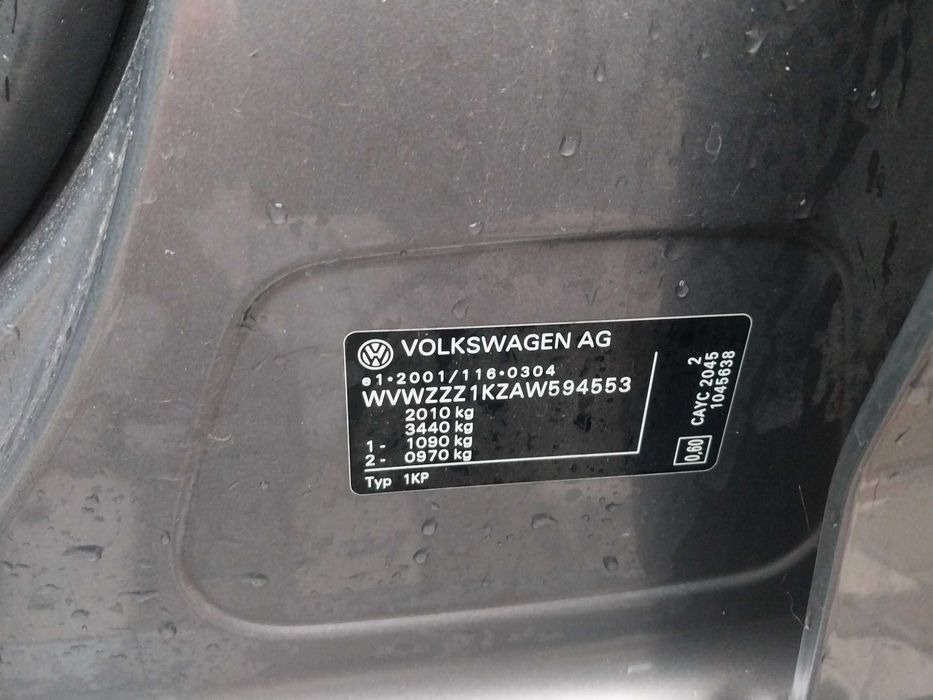 VOLKSWAGEN AG
e1*2001/116*0304
WVWZZZ1KZAW594553
2010 kg
3440 kg
1- 1090 kg
2- 0970 kg
Typ 1KP
0,60
2
CAYC 2045
1045638